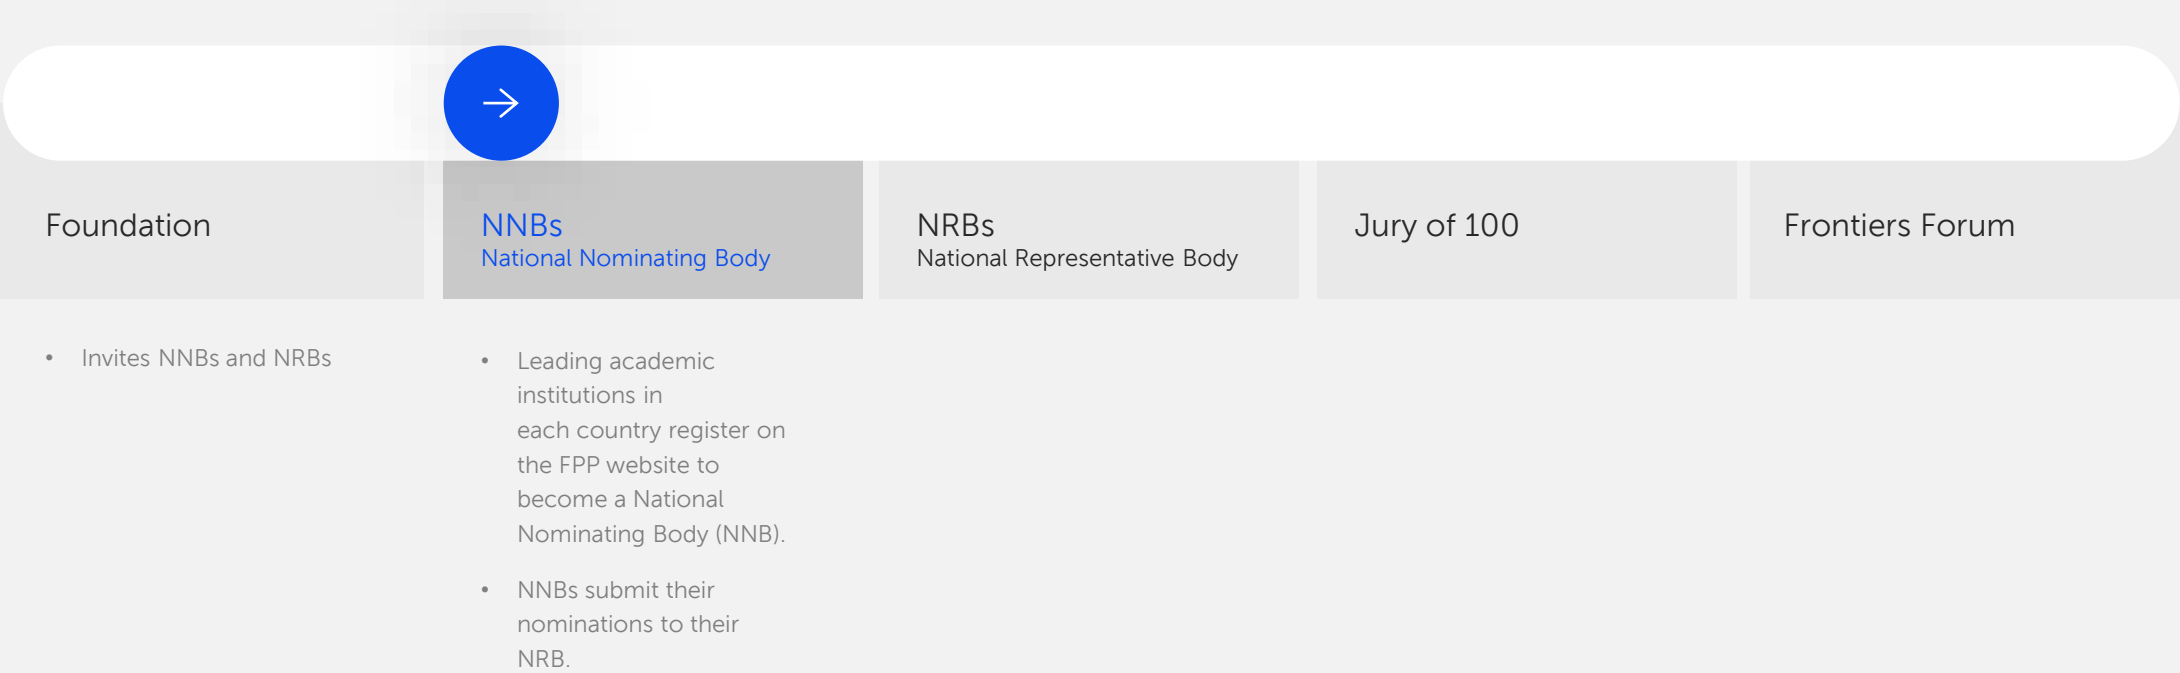 Foundation
NNBs
National Nominating Body
NRBs
National Representative Body
Jury of 100
Frontiers Forum
• Invites NNBs and NRBs
• Leading academic
institutions in
each country register on
the FPP website to
become a National
Nominating Body (NNB).
• NNBs submit their
nominations to their
NRB.